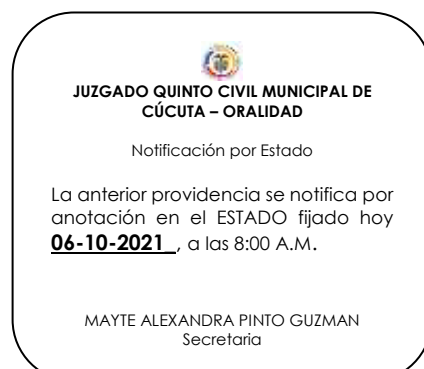 JUZGADO QUINTO CIVIL MUNICIPAL DE
CÚCUTA – ORALIDAD
Notificación por Estado
La anterior providencia se notifica por
anotación en el ESTADO fijado hoy
06-10-2021_, a las 8:00 A.M.
MAYTE ALEXANDRA PINTO GUZMAN
Secretaria